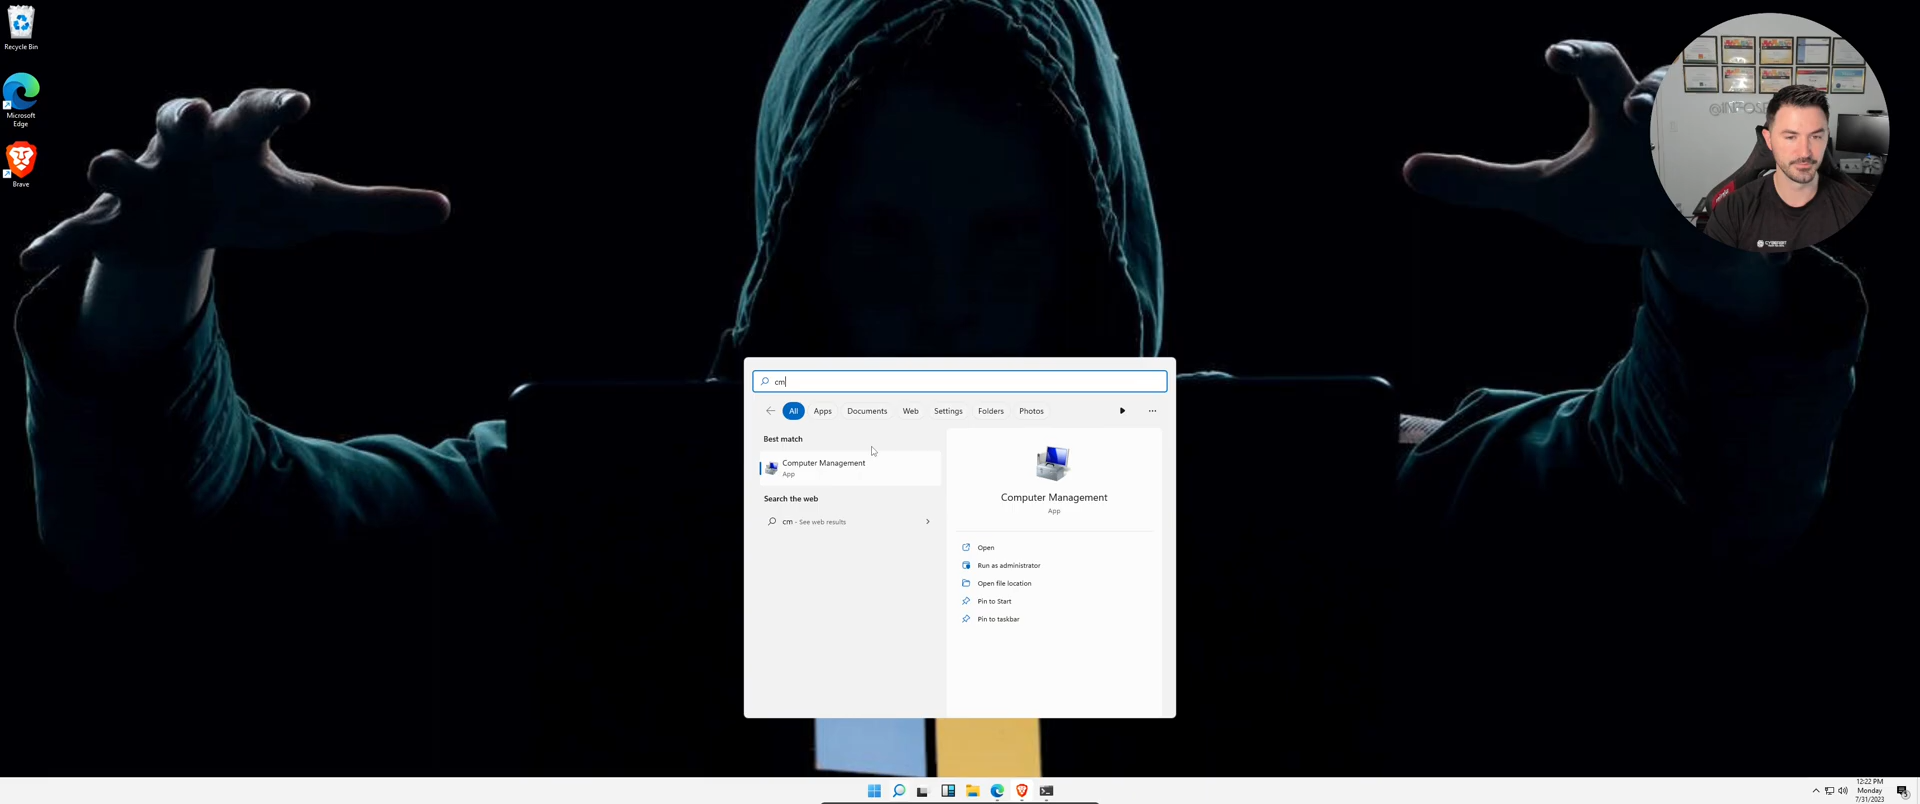 Recycle Bin
Microsoft
Edge
Brave
@INFOSE
cm
All
Apps
Documents
Web
Settings
Folders
Photos
Best match
Computer Management
App
Search the web
cm - See web results
Computer Management
App
Open
Run as administrator
Open file location
Pin to Start
Pin to taskbar
12:22 PM
Monday
7/31/2023